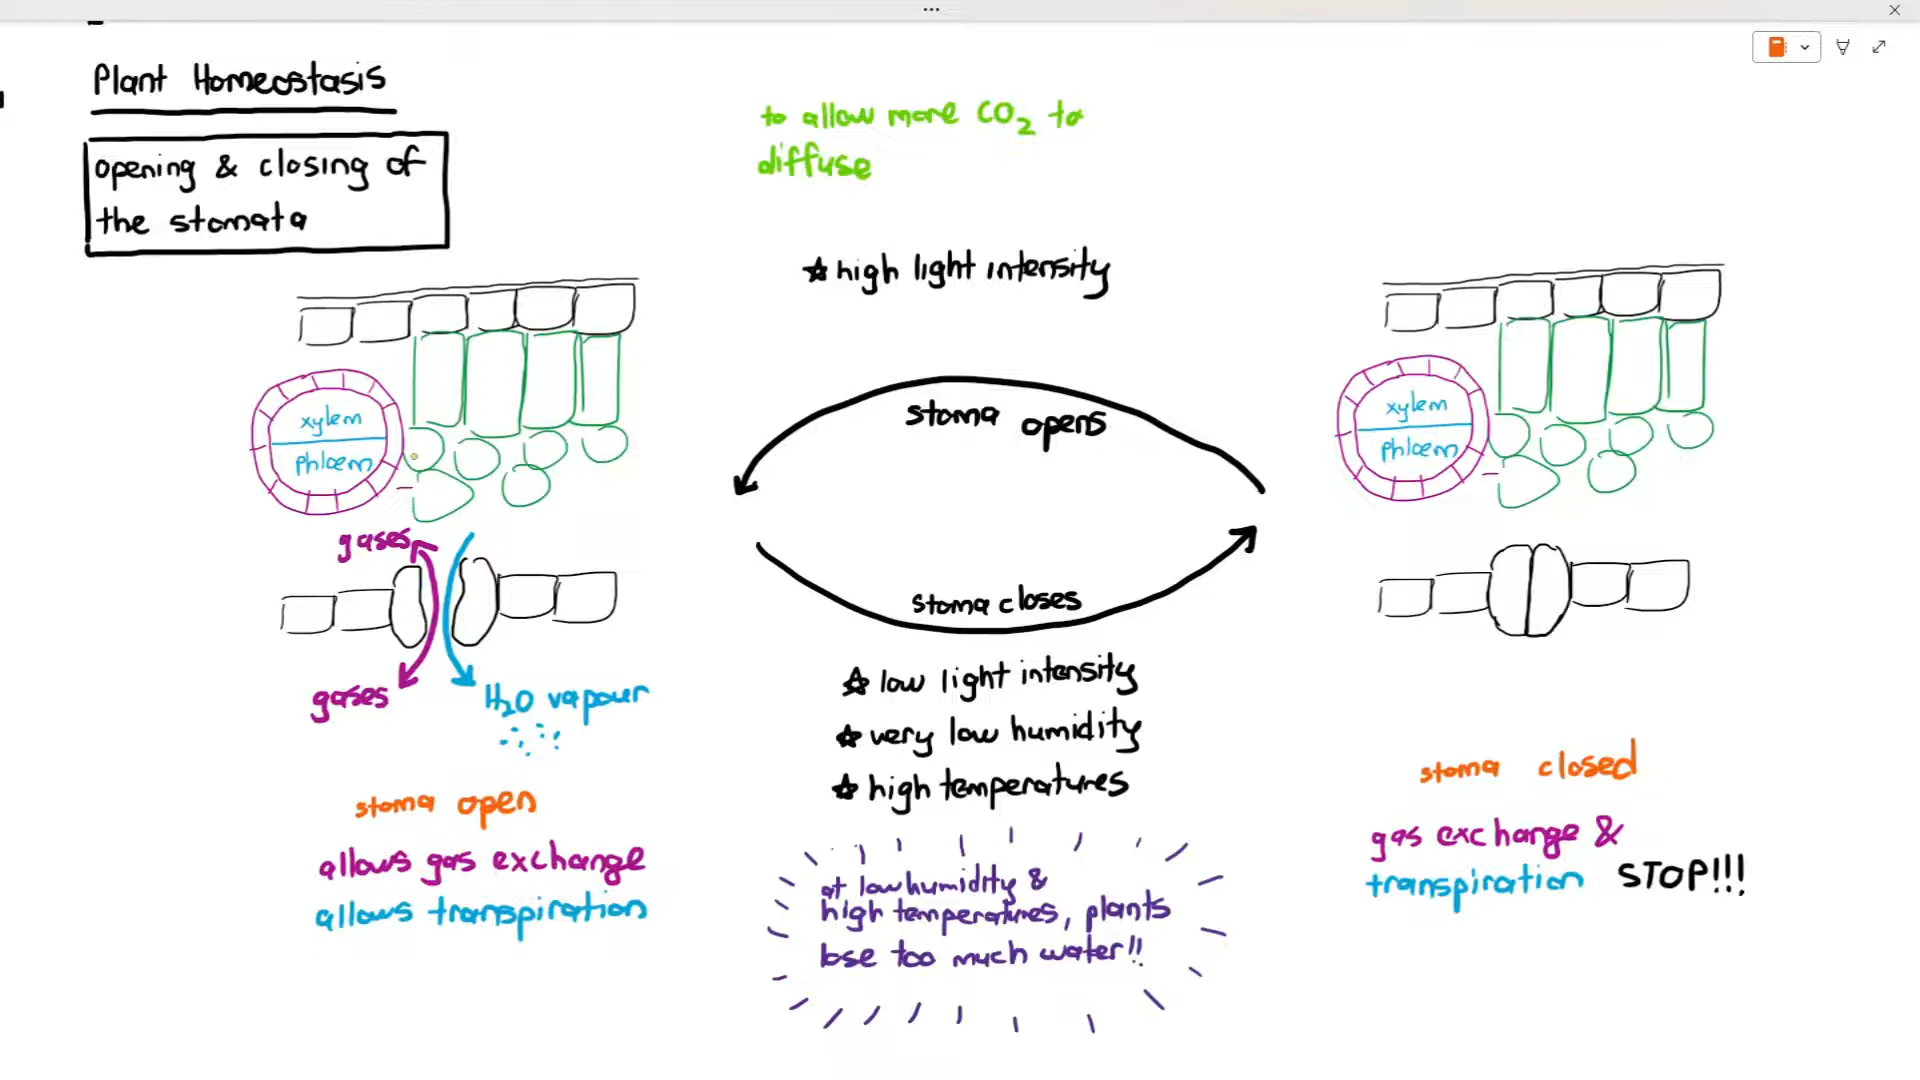 Plant Homeostasis
opening & closing of
the stomata
to allow more CO2 to
diffuse
☆ high light intensity
stoma opens
xylem
phloem
gases
gases
H2O vapour
stoma open
allows gas exchange
allows transpiration
stoma closes
☆ low light intensity
☆ very low humidity
☆ high temperatures
at low humidity &
high temperatures, plants
lose too much water!!
xylem
phloem
stoma closed
gas exchange &
transpiration STOP!!!